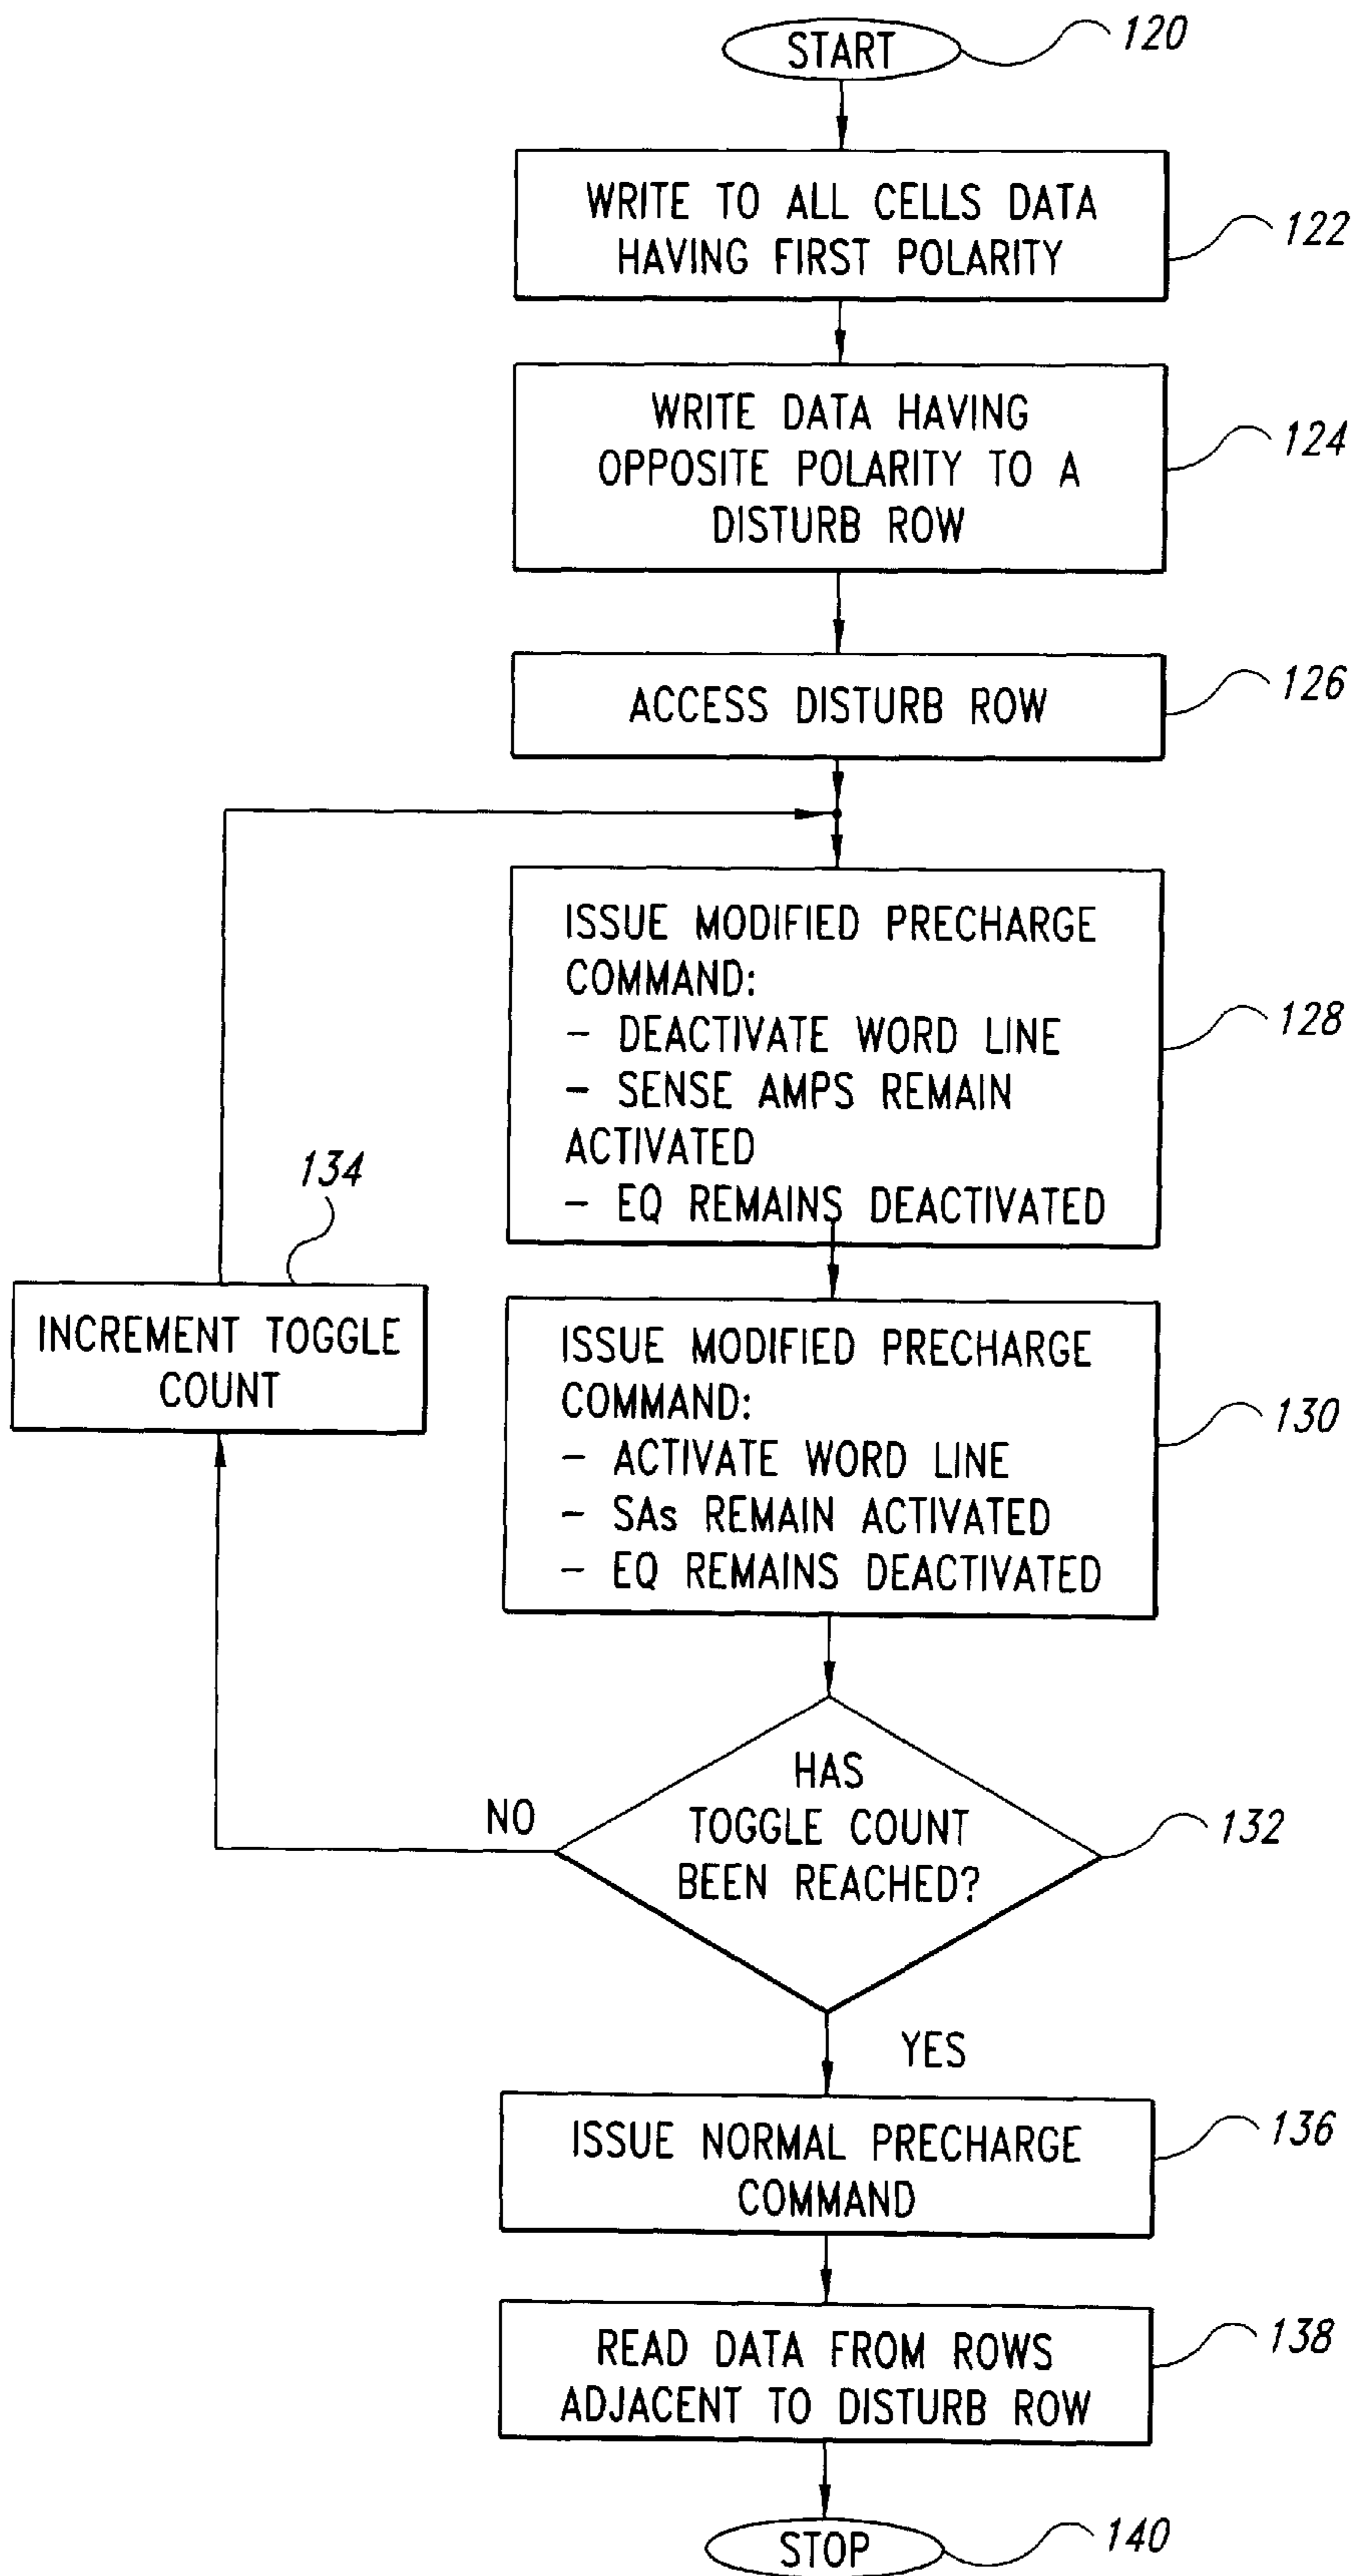 START
120
WRITE TO ALL CELLS DATA
HAVING FIRST POLARITY
122
WRITE DATA HAVING
OPPOSITE POLARITY TO A
DISTURB ROW
124
ACCESS DISTURB ROW
126
ISSUE MODIFIED PRECHARGE
COMMAND:
- DEACTIVATE WORD LINE
- SENSE AMPS REMAIN
ACTIVATED
- EQ REMAINS DEACTIVATED
128
134
INCREMENT TOGGLE
COUNT
ISSUE MODIFIED PRECHARGE
COMMAND:
- ACTIVATE WORD LINE
- SAs REMAIN ACTIVATED
- EQ REMAINS DEACTIVATED
130
HAS
TOGGLE COUNT
BEEN REACHED?
132
NO
YES
ISSUE NORMAL PRECHARGE
COMMAND
136
READ DATA FROM ROWS
ADJACENT TO DISTURB ROW
138
STOP
140